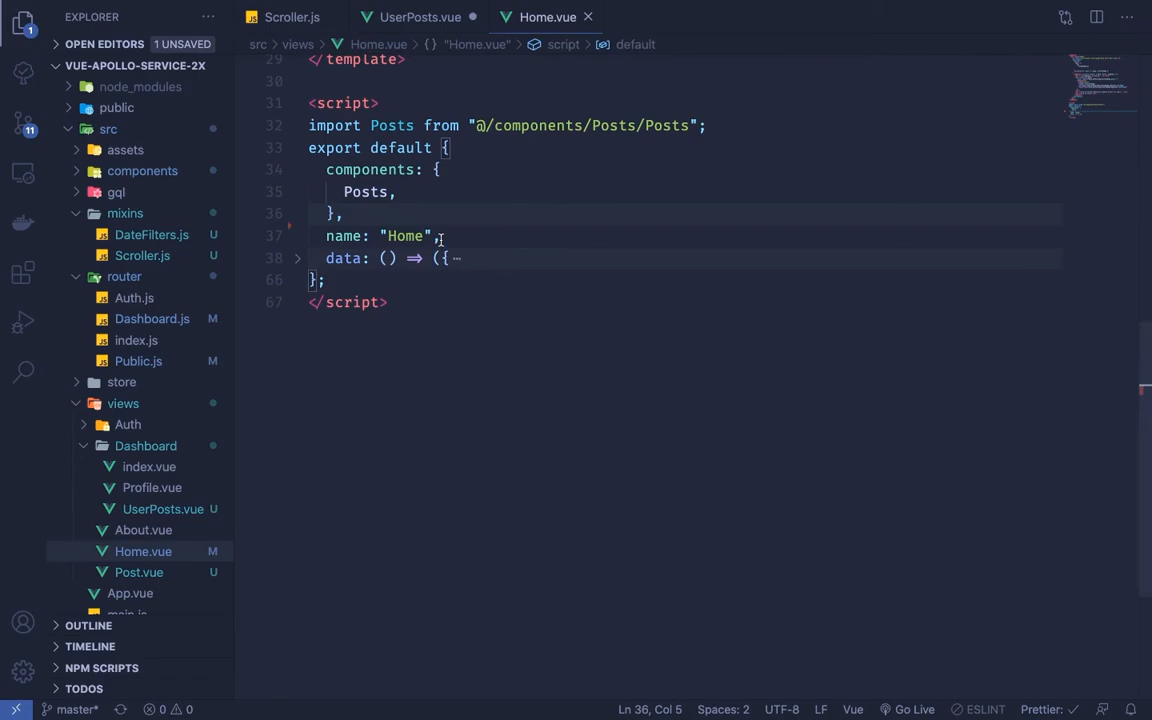 EXPLORER
OPEN EDITORS 1 UNSAVED
VUE-APOLLO-SERVICE-2X
node_modules
public
src
assets
components
gql
mixins
DateFilters.js U
Scroller.js U
router
Auth.js
Dashboard.js M
index.js
Public.js M
store
views
Auth
Dashboard
index.vue
Profile.vue
UserPosts.vue U
About.vue
Home.vue M
Post.vue U
App.vue
main.js
OUTLINE
TIMELINE
NPM SCRIPTS
TODOS
1
11
Scroller.js UserPosts.vue Home.vue
src > views > Home.vue > {} "Home.vue" > script > default
29 </template>
30
31 <script>
32 import Posts from "@/components/Posts/Posts";
33 export default {
34 components: {
35 Posts,
36 },
37 name: "Home",
38 data: () => ({
66 };
67 </script>
master* 0 0 Ln 36, Col 5 Spaces: 2 UTF-8 LF Vue Go Live ESLINT Prettier: ✓